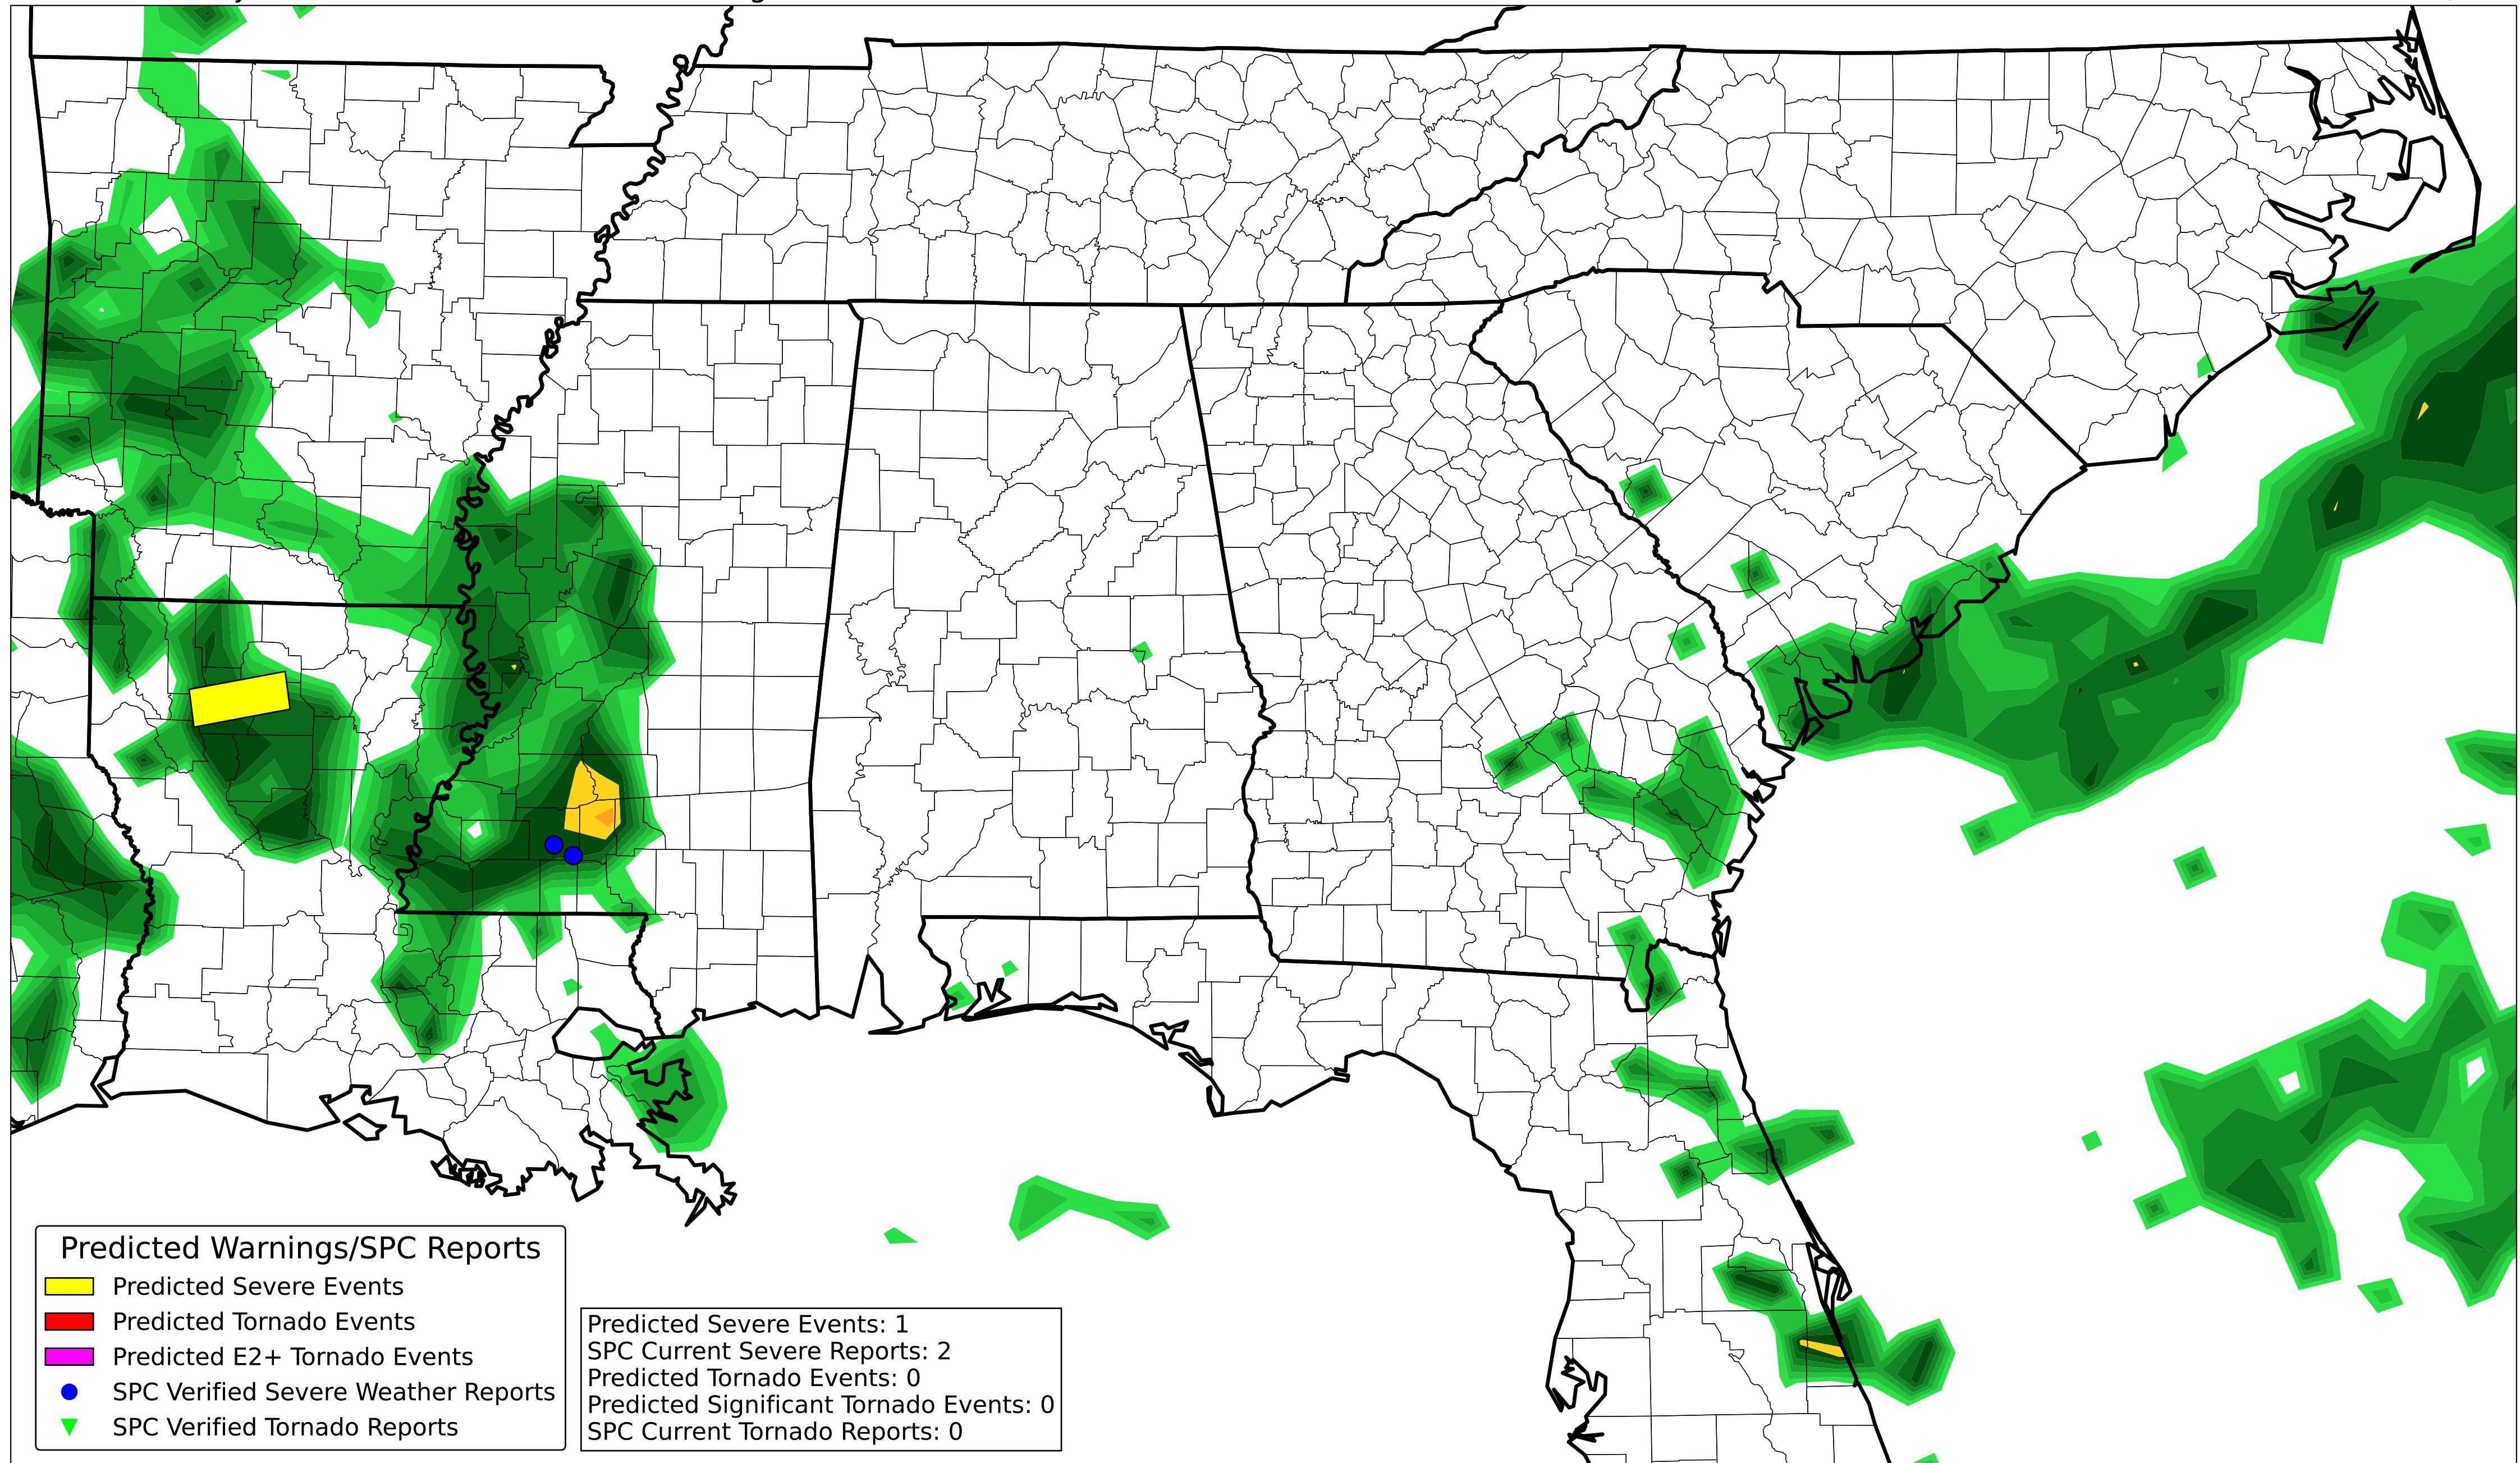 Predicted Warnings/SPC Reports
Predicted Severe Events
Predicted Tornado Events
Predicted E2+ Tornado Events
SPC Verified Severe Weather Reports
SPC Verified Tornado Reports
Predicted Severe Events: 1
SPC Current Severe Reports: 2
Predicted Tornado Events: 0
Predicted Significant Tornado Events: 0
SPC Current Tornado Reports: 0